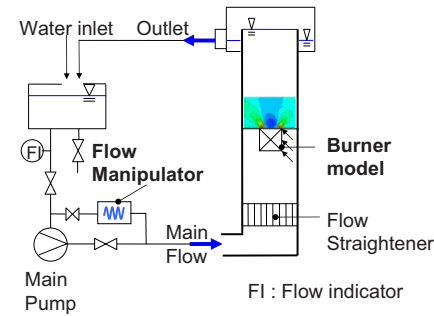 Water inlet
Outlet
FI
Flow
Manipulator
Burner
model
Main
Flow
Flow
Straightener
Main
Pump
FI : Flow indicator